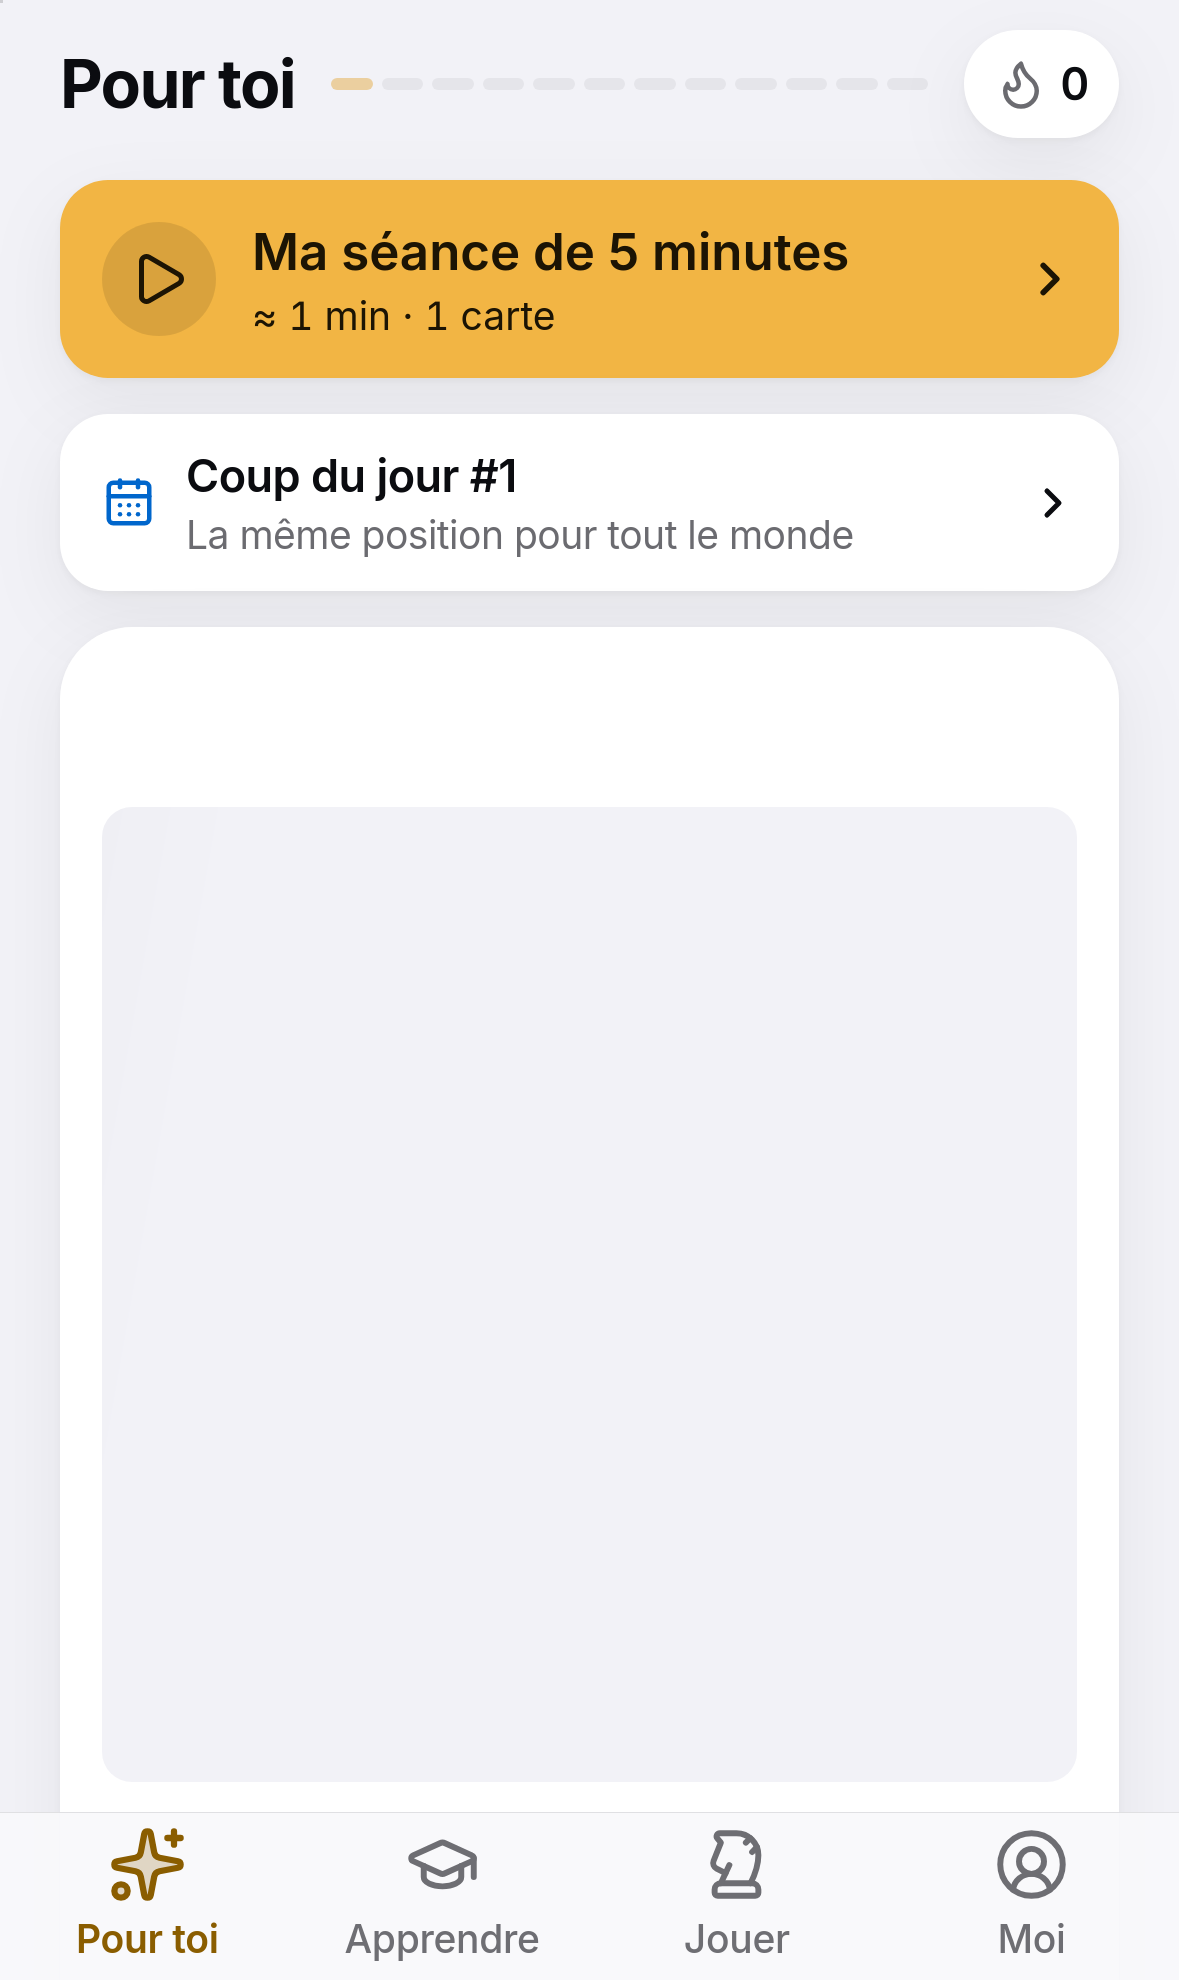 Pour toi
0
Ma séance de 5 minutes
≈ 1 min · 1 carte
Coup du jour #1
La même position pour tout le monde
Pour toi
Apprendre
Jouer
Moi